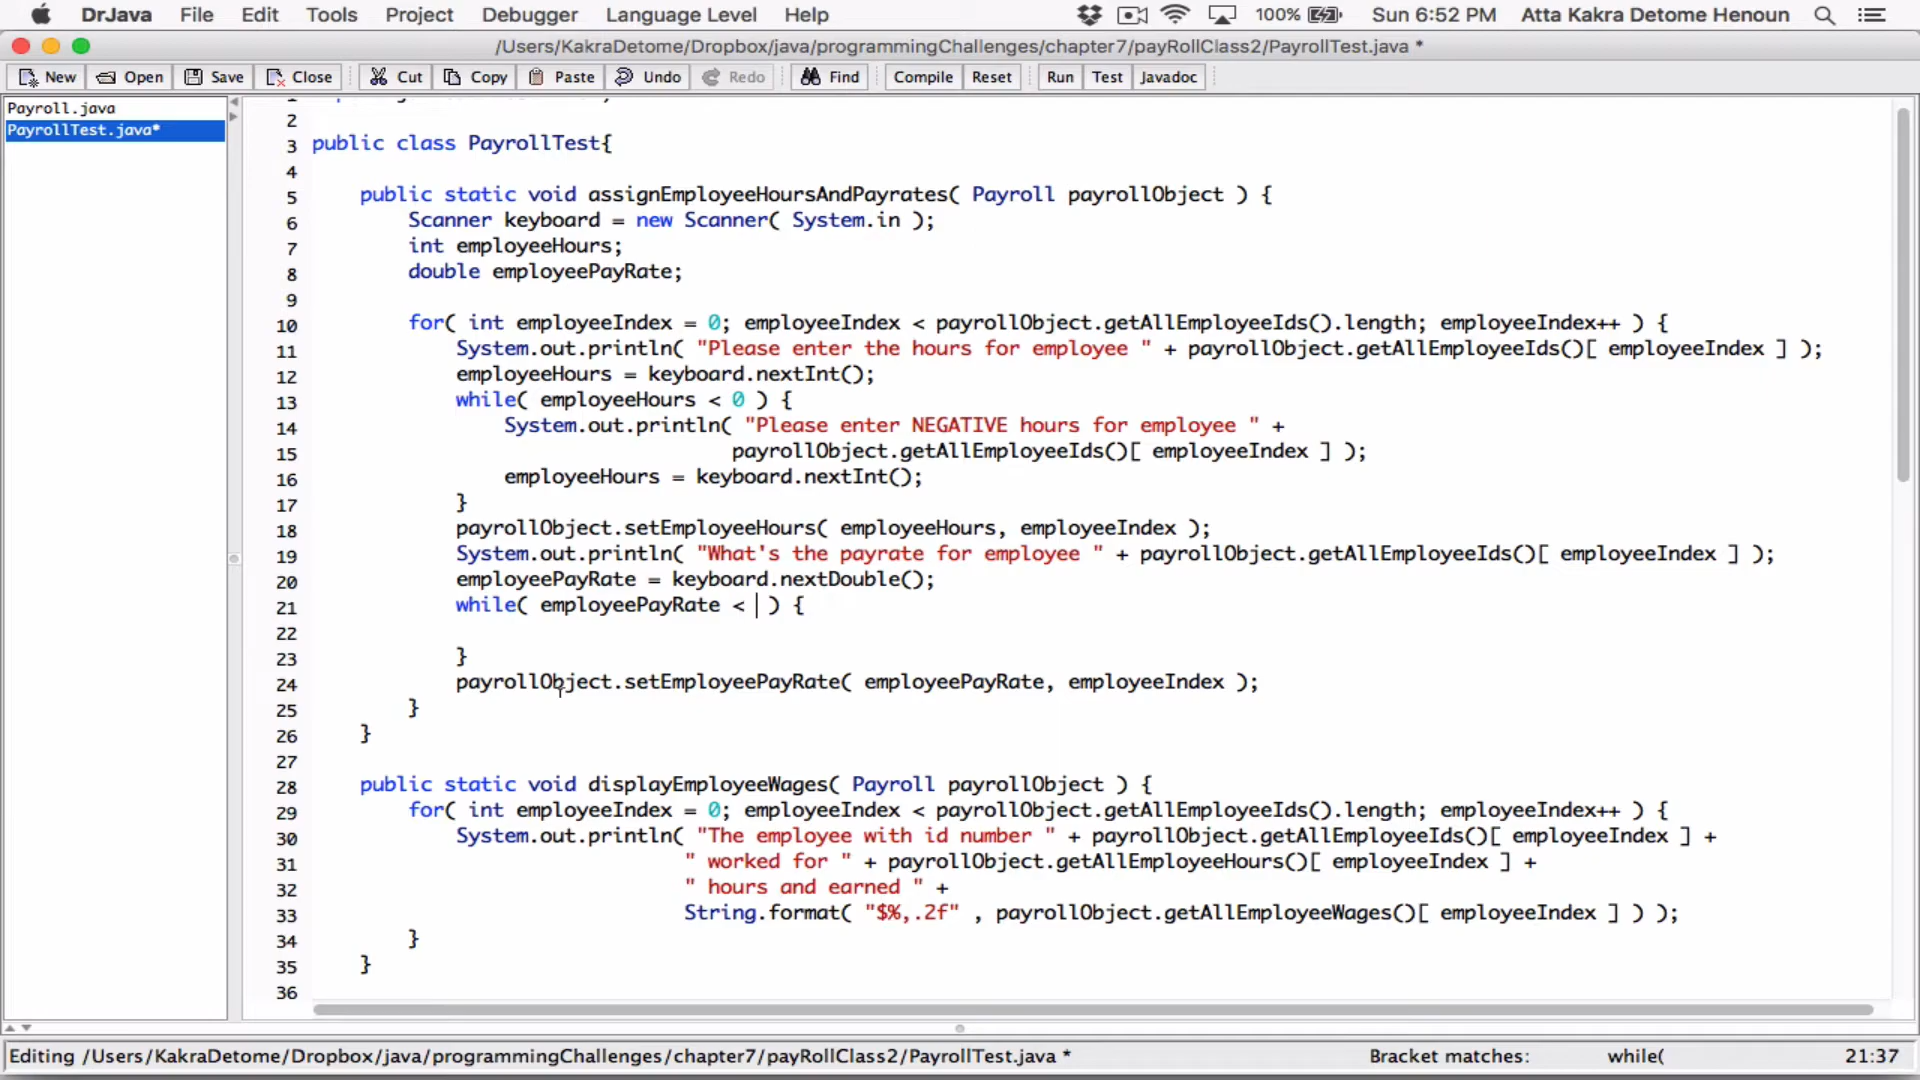 DrJava File Edit Tools Project Debugger Language Level Help 100% Sun 6:52 PM Atta Kakra Detome Henoun
/Users/KakraDetome/Dropbox/java/programmingChallenges/chapter7/payRollClass2/PayrollTest.java *
New Open Save Close Cut Copy Paste Undo Redo Find Compile Reset Run Test Javadoc
Payroll.java
PayrollTest.java*
2
3 public class PayrollTest{
4
5 public static void assignEmployeeHoursAndPayrates( Payroll payrollObject ) {
6 Scanner keyboard = new Scanner( System.in );
7 int employeeHours;
8 double employeePayRate;
9
10 for( int employeeIndex = 0; employeeIndex < payrollObject.getAllEmployeeIds().length; employeeIndex++ ) {
11 System.out.println( "Please enter the hours for employee " + payrollObject.getAllEmployeeIds()[ employeeIndex ] );
12 employeeHours = keyboard.nextInt();
13 while( employeeHours < 0 ) {
14 System.out.println( "Please enter NEGATIVE hours for employee " +
15 payrollObject.getAllEmployeeIds()[ employeeIndex ] );
16 employeeHours = keyboard.nextInt();
17 }
18 payrollObject.setEmployeeHours( employeeHours, employeeIndex );
19 System.out.println( "What's the payrate for employee " + payrollObject.getAllEmployeeIds()[ employeeIndex ] );
20 employeePayRate = keyboard.nextDouble();
21 while( employeePayRate < ) {
22
23 }
24 payrollObject.setEmployeePayRate( employeePayRate, employeeIndex );
25 }
26 }
27
28 public static void displayEmployeeWages( Payroll payrollObject ) {
29 for( int employeeIndex = 0; employeeIndex < payrollObject.getAllEmployeeIds().length; employeeIndex++ ) {
30 System.out.println( "The employee with id number " + payrollObject.getAllEmployeeIds()[ employeeIndex ] +
31 " worked for " + payrollObject.getAllEmployeeHours()[ employeeIndex ] +
32 " hours and earned " +
33 String.format( "$%,.2f" , payrollObject.getAllEmployeeWages()[ employeeIndex ] ) );
34 }
35 }
36
Editing /Users/KakraDetome/Dropbox/java/programmingChallenges/chapter7/payRollClass2/PayrollTest.java * Bracket matches: while( 21:37